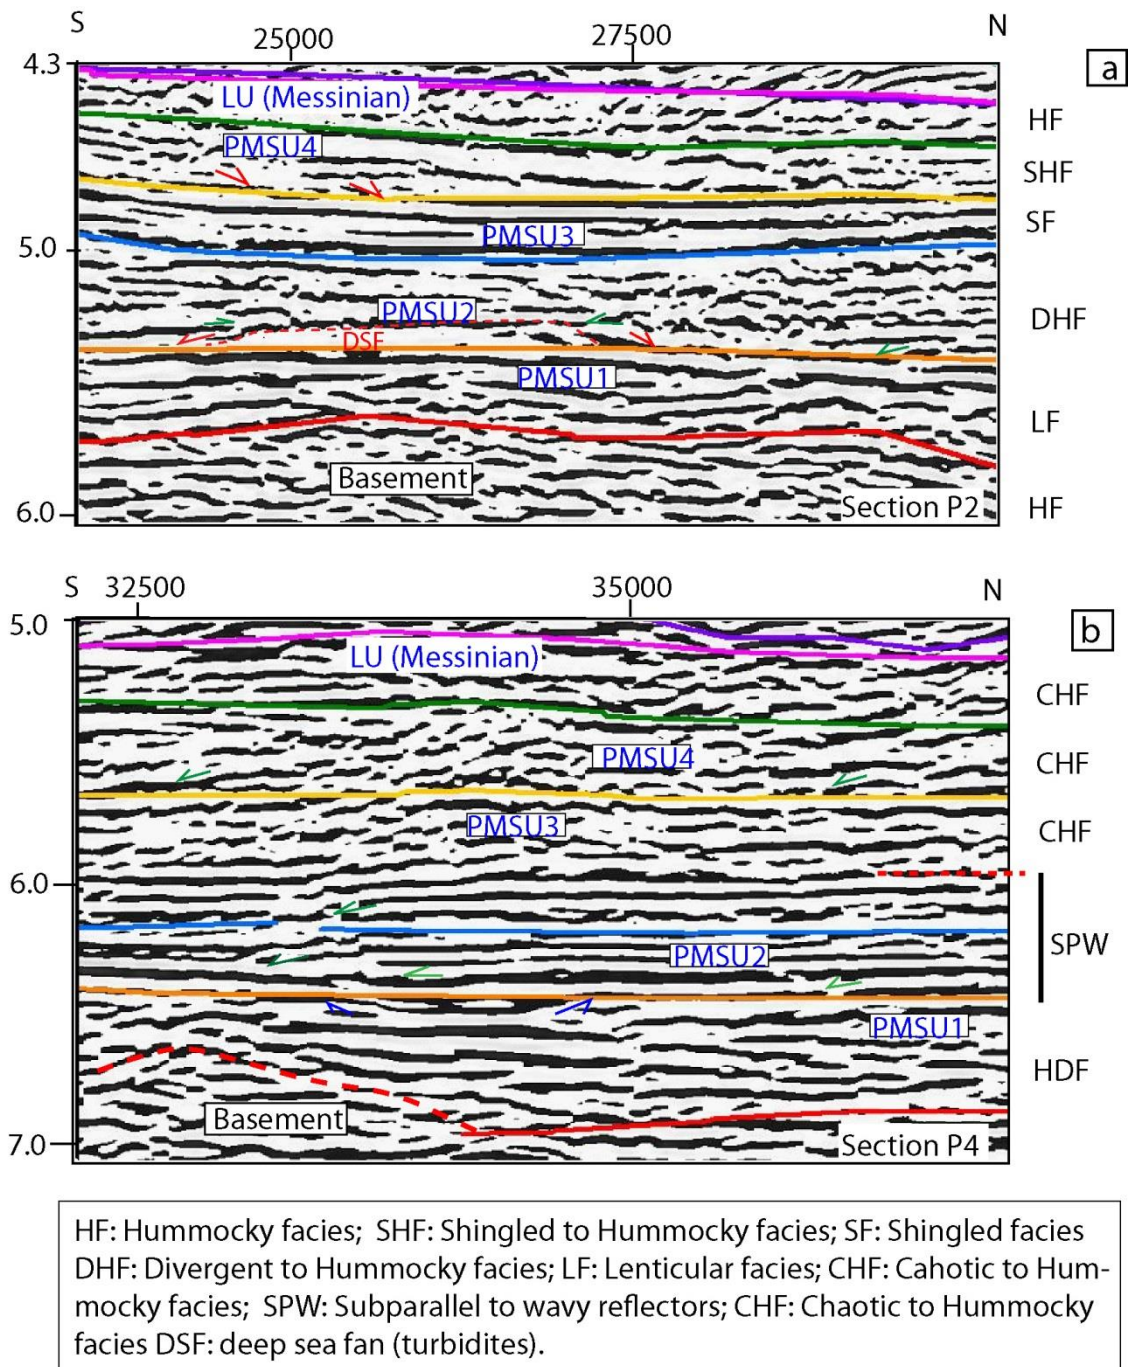 S
25000
27500
N
4.3
a
LU (Messinian)
HF
PMSU4
SHF
SF
PMSU3
5.0
PMSU2
DHF
DSF
PMSU1
LF
Basement
6.0
Section P2
HF
S
32500
35000
N
5.0
b
LU (Messinian)
CHF
PMSU4
CHF
PMSU3
CHF
6.0
SPW
PMSU2
PMSU1
HDF
Basement
7.0
Section P4
HF: Hummocky facies; SHF: Shingled to Hummocky facies; SF: Shingled facies
DHF: Divergent to Hummocky facies; LF: Lenticular facies; CHF: Cahotic to Hum-
mocky facies; SPW: Subparallel to wavy reflectors; CHF: Chaotic to Hummocky
facies DSF: deep sea fan (turbidites).